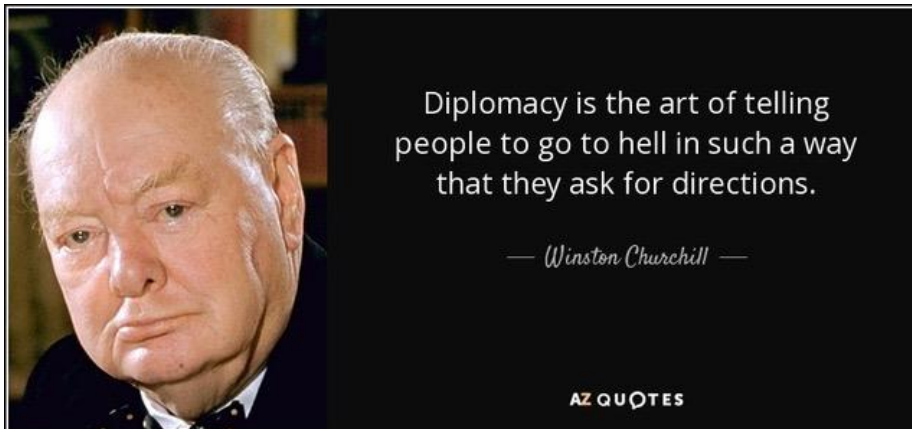 Diplomacy is the art of telling
people to go to hell in such a way
that they ask for directions.
— Winston Churchill —
AZ QUOTES